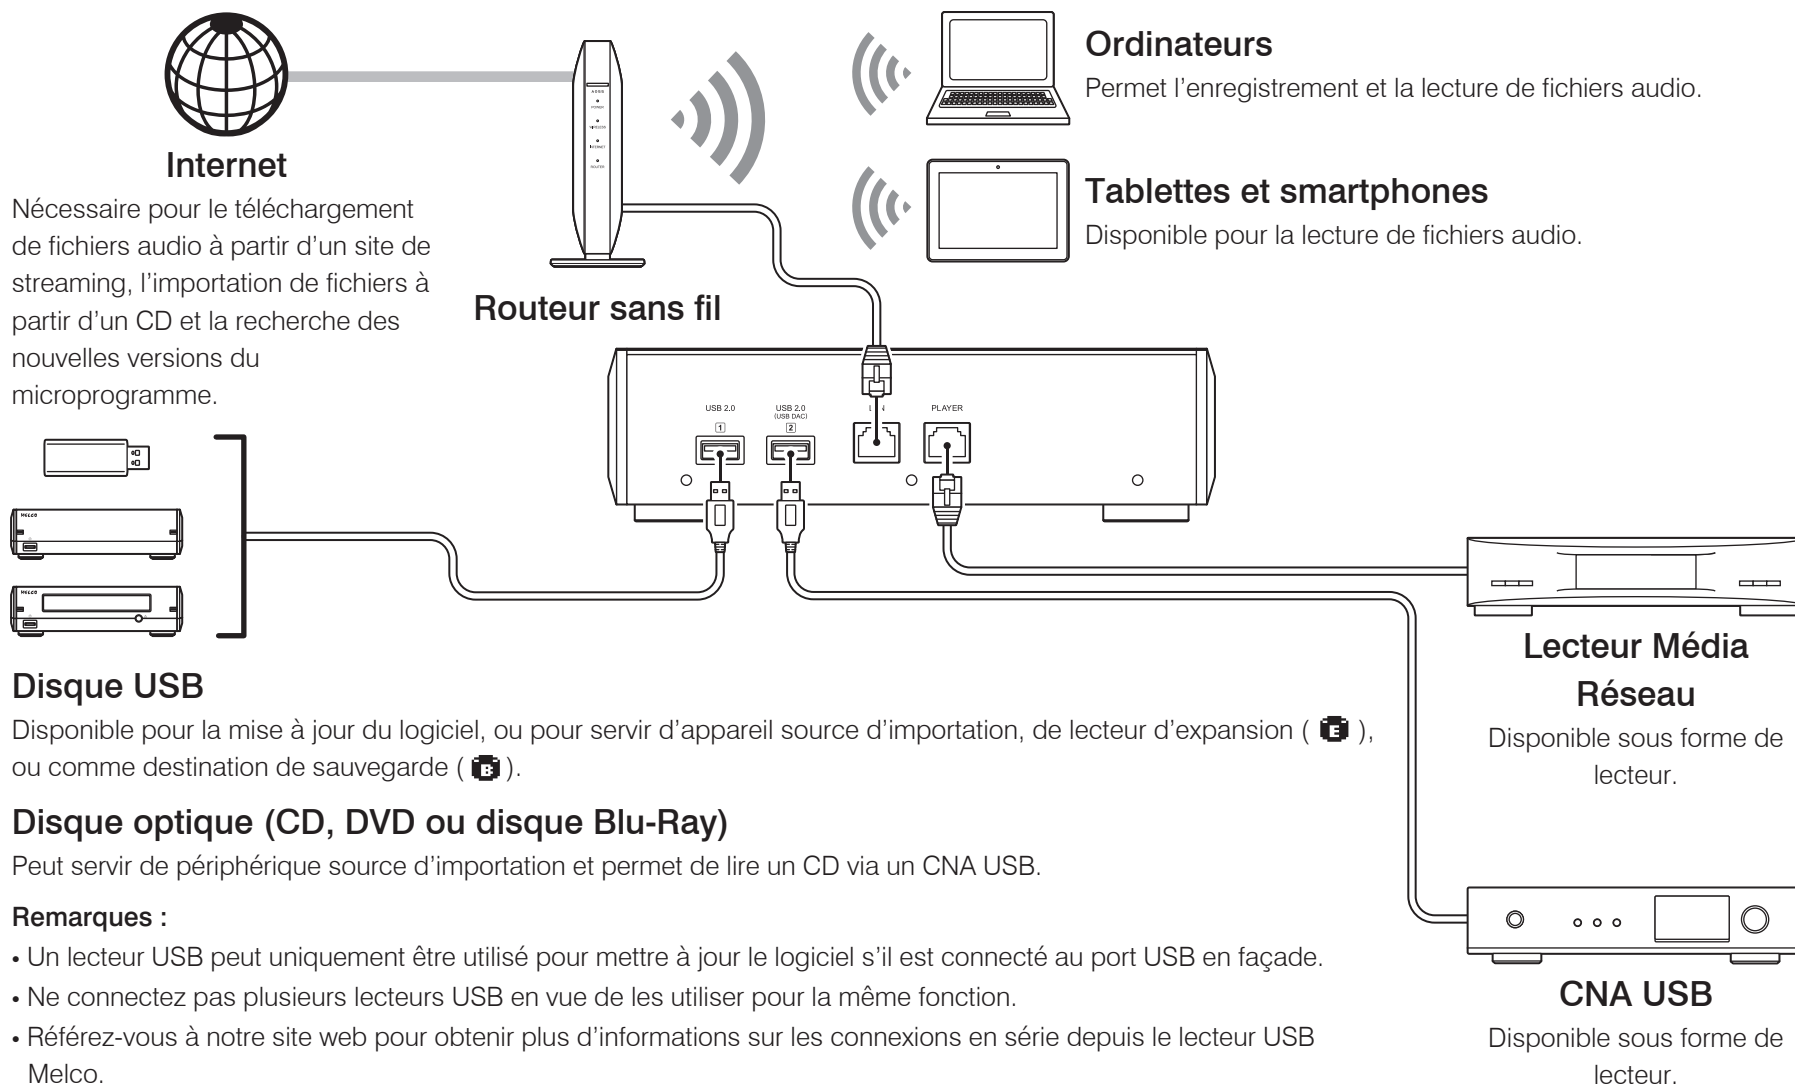 Ordinateurs
Permet l’enregistrement et la lecture de fichiers audio.
Internet
Nécessaire pour le téléchargement
de fichiers audio à partir d’un site de
streaming, l’importation de fichiers à
partir d’un CD et la recherche des
nouvelles versions du
microprogramme.
POWER
WIRELESS
INTERNET
ROUTER
Tablettes et smartphones
Disponible pour la lecture de fichiers audio.
Routeur sans fil
USB 2.0
1
USB 2.0
(USB DAC)
2
PLAYER
MELCO
MELCO
Lecteur Média
Réseau
Disponible sous forme de
lecteur.
Disque USB
Disponible pour la mise à jour du logiciel, ou pour servir d’appareil source d’importation, de lecteur d’expansion ( E ),
ou comme destination de sauvegarde ( B ).
Disque optique (CD, DVD ou disque Blu-Ray)
Peut servir de périphérique source d’importation et permet de lire un CD via un CNA USB.
Remarques :
• Un lecteur USB peut uniquement être utilisé pour mettre à jour le logiciel s’il est connecté au port USB en façade.
• Ne connectez pas plusieurs lecteurs USB en vue de les utiliser pour la même fonction.
• Référez-vous à notre site web pour obtenir plus d’informations sur les connexions en série depuis le lecteur USB
Melco.
CNA USB
Disponible sous forme de
lecteur.